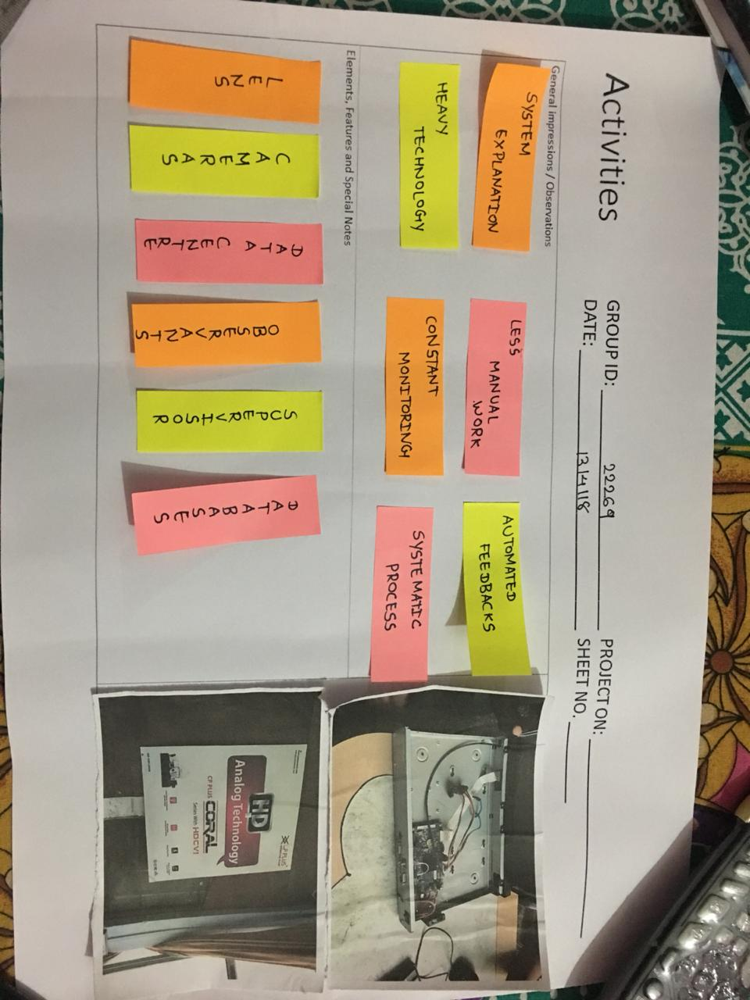 Activities
GROUP ID: 22269
PROJECT ON:
DATE: 13/4/18
SHEET NO.
General impressions / Observations
SYSTEM
EXPLANATION
LESS
MANUAL
WORK
AUTOMATED
FEEDBACKS
HEAVY
TECHNOLOGY
CONSTANT
MONITORING
SYSTEMATIC
PROCESS
Elements, Features and Special Notes
LENS
CAMERAS
DATA
CENTRE
OBSERVANTS
SUPERVISOR
DATABASES
CP PLUS
HD
Analog Technology
CP PLUS CORAL
Series With HDCVI